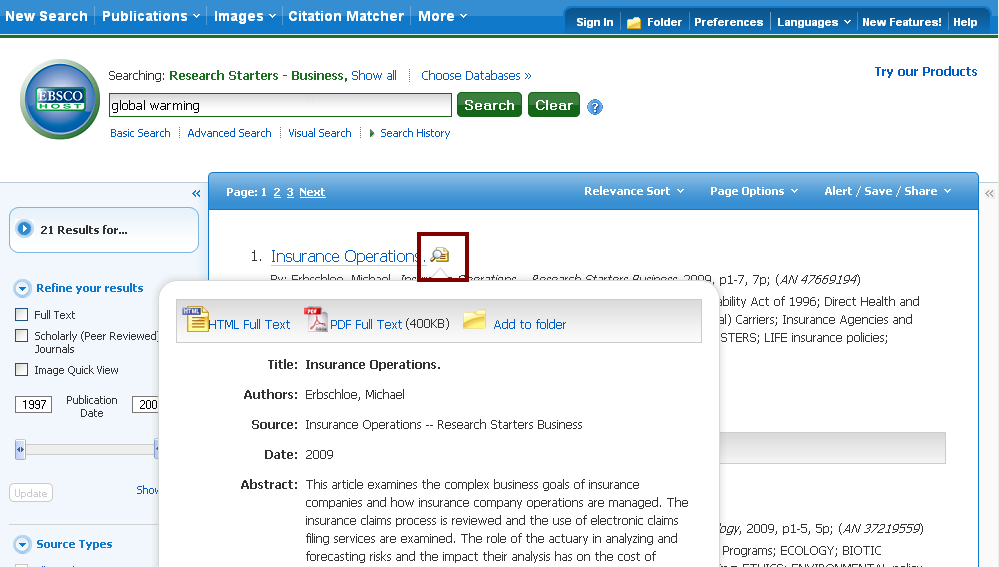 New Search Publications Images Citation Matcher More
Sign In Folder Preferences Languages New Features! Help
Searching: Research Starters - Business, Show all Choose Databases »
Try our Products
EBSCO
HOST
global warming Search Clear ?
Basic Search Advanced Search Visual Search Search History
« Page: 1 2 3 Next Relevance Sort Page Options Alert / Save / Share «
21 Results for...
1. Insurance Operations.
By: Erbschloe, Michael. Insurance Operations -- Research Starters Business, 2009, p1-7, 7p; (AN 47669194)
Refine your results
Full Text
Scholarly (Peer Reviewed)
Journals
Image Quick View
1997 Publication
Date 200
Update Show
Source Types
ability Act of 1996; Direct Health and
al) Carriers; Insurance Agencies and
STERS; LIFE insurance policies;
HTML HTML Full Text PDF PDF Full Text (400KB) Add to folder
Title: Insurance Operations.
Authors: Erbschloe, Michael
Source: Insurance Operations -- Research Starters Business
Date: 2009
Abstract: This article examines the complex business goals of insurance
companies and how insurance company operations are managed. The
insurance claims process is reviewed and the use of electronic claims
filing services are examined. The role of the actuary in analyzing and
forecasting risks and the impact their analysis has on the cost of
logy, 2009, p1-5, 5p; (AN 37219559)
Programs; ECOLOGY; BIOTIC